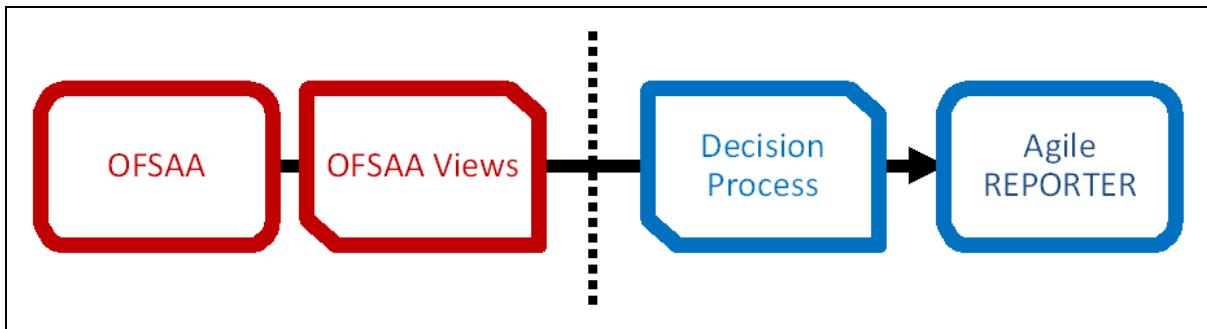 OFSAA
OFSAA Views
Decision
Process
Agile
REPORTER